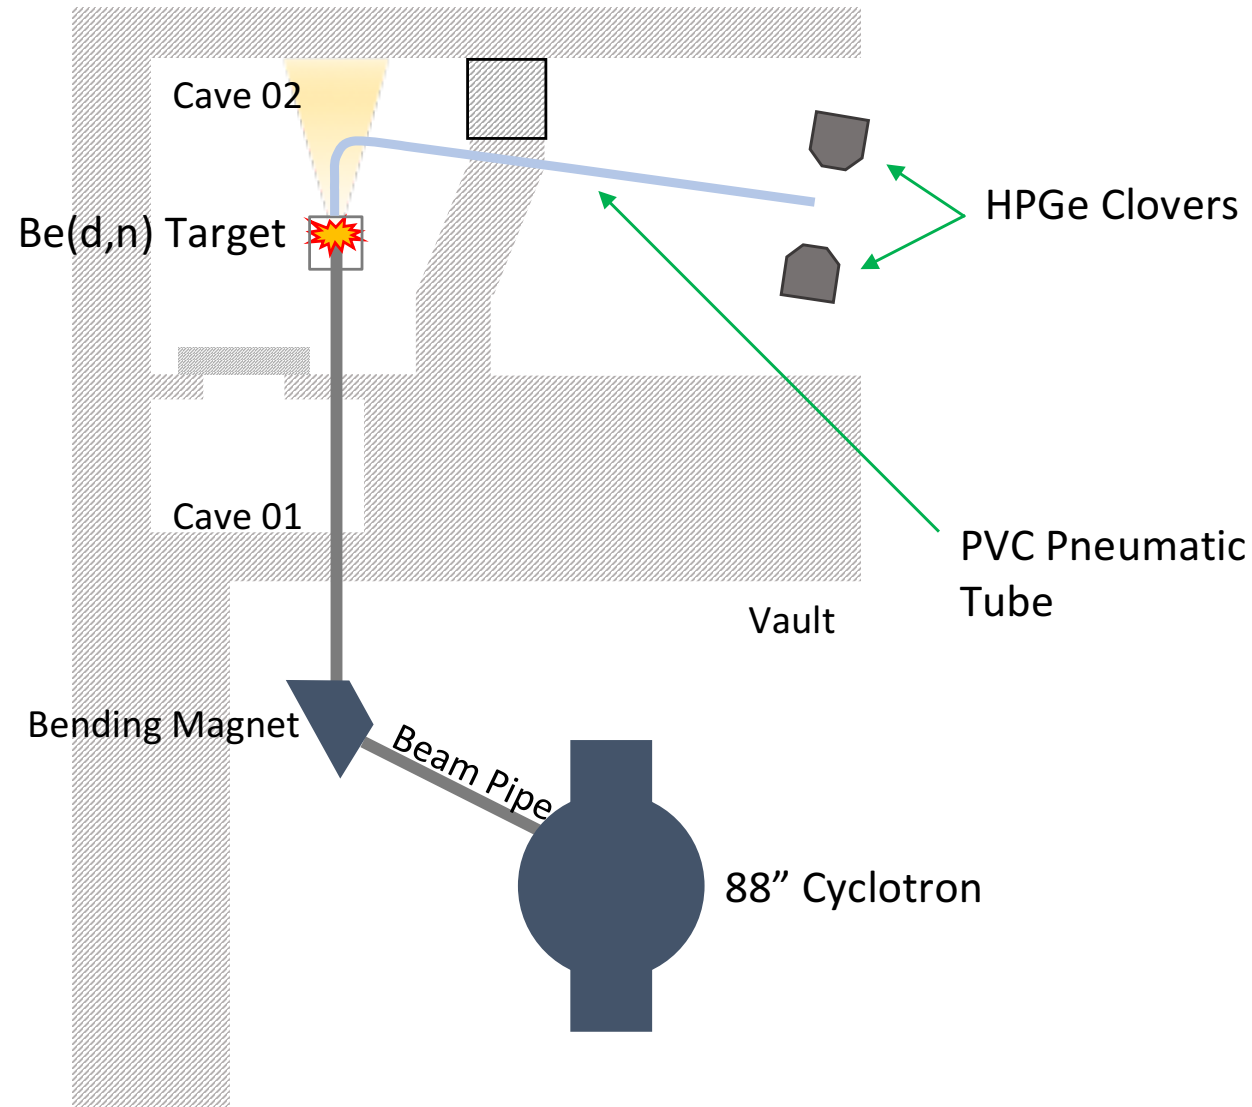 Cave 02
Be(d,n) Target
HPGe Clovers
Cave 01
PVC Pneumatic
Tube
Vault
Bending Magnet
Beam Pipe
88” Cyclotron